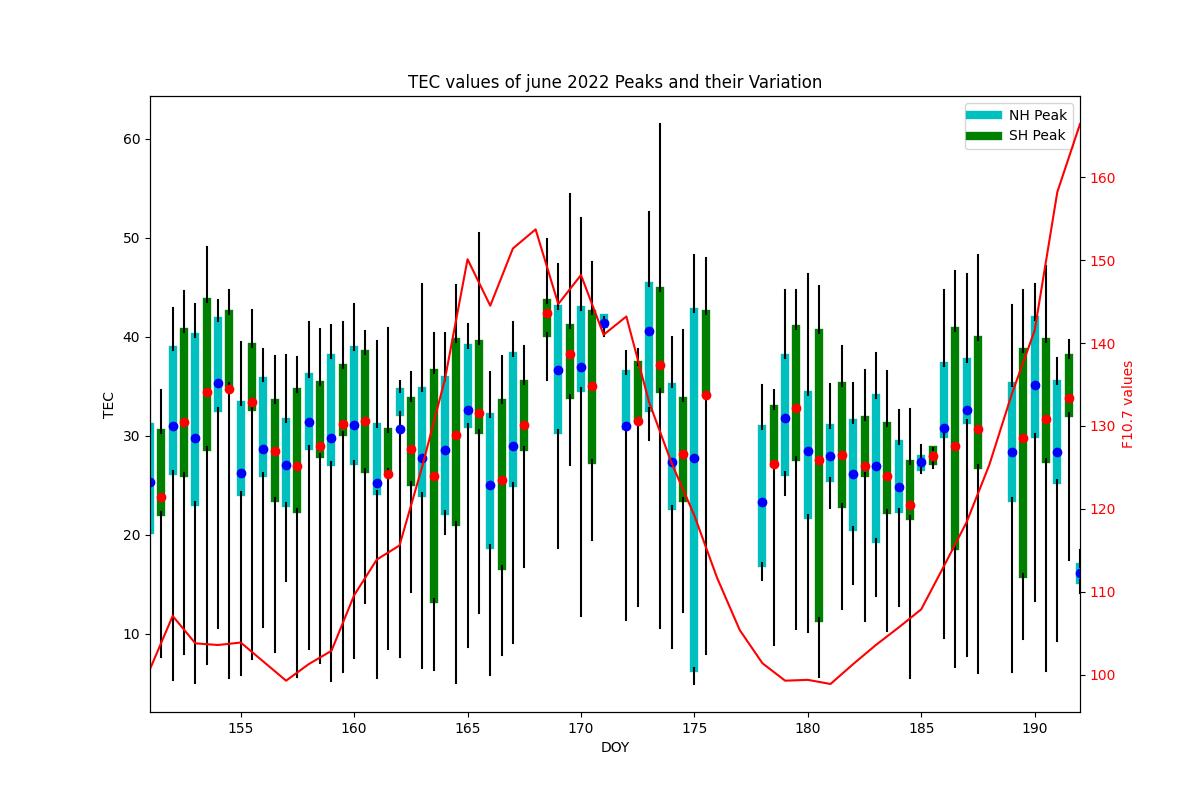 TEC values of june 2022 Peaks and their Variation
NH Peak
SH Peak
60
50
40
30
20
10
TEC
160
150
140
130
120
110
100
F10.7 values
155 160 165 170 175 180 185 190
DOY